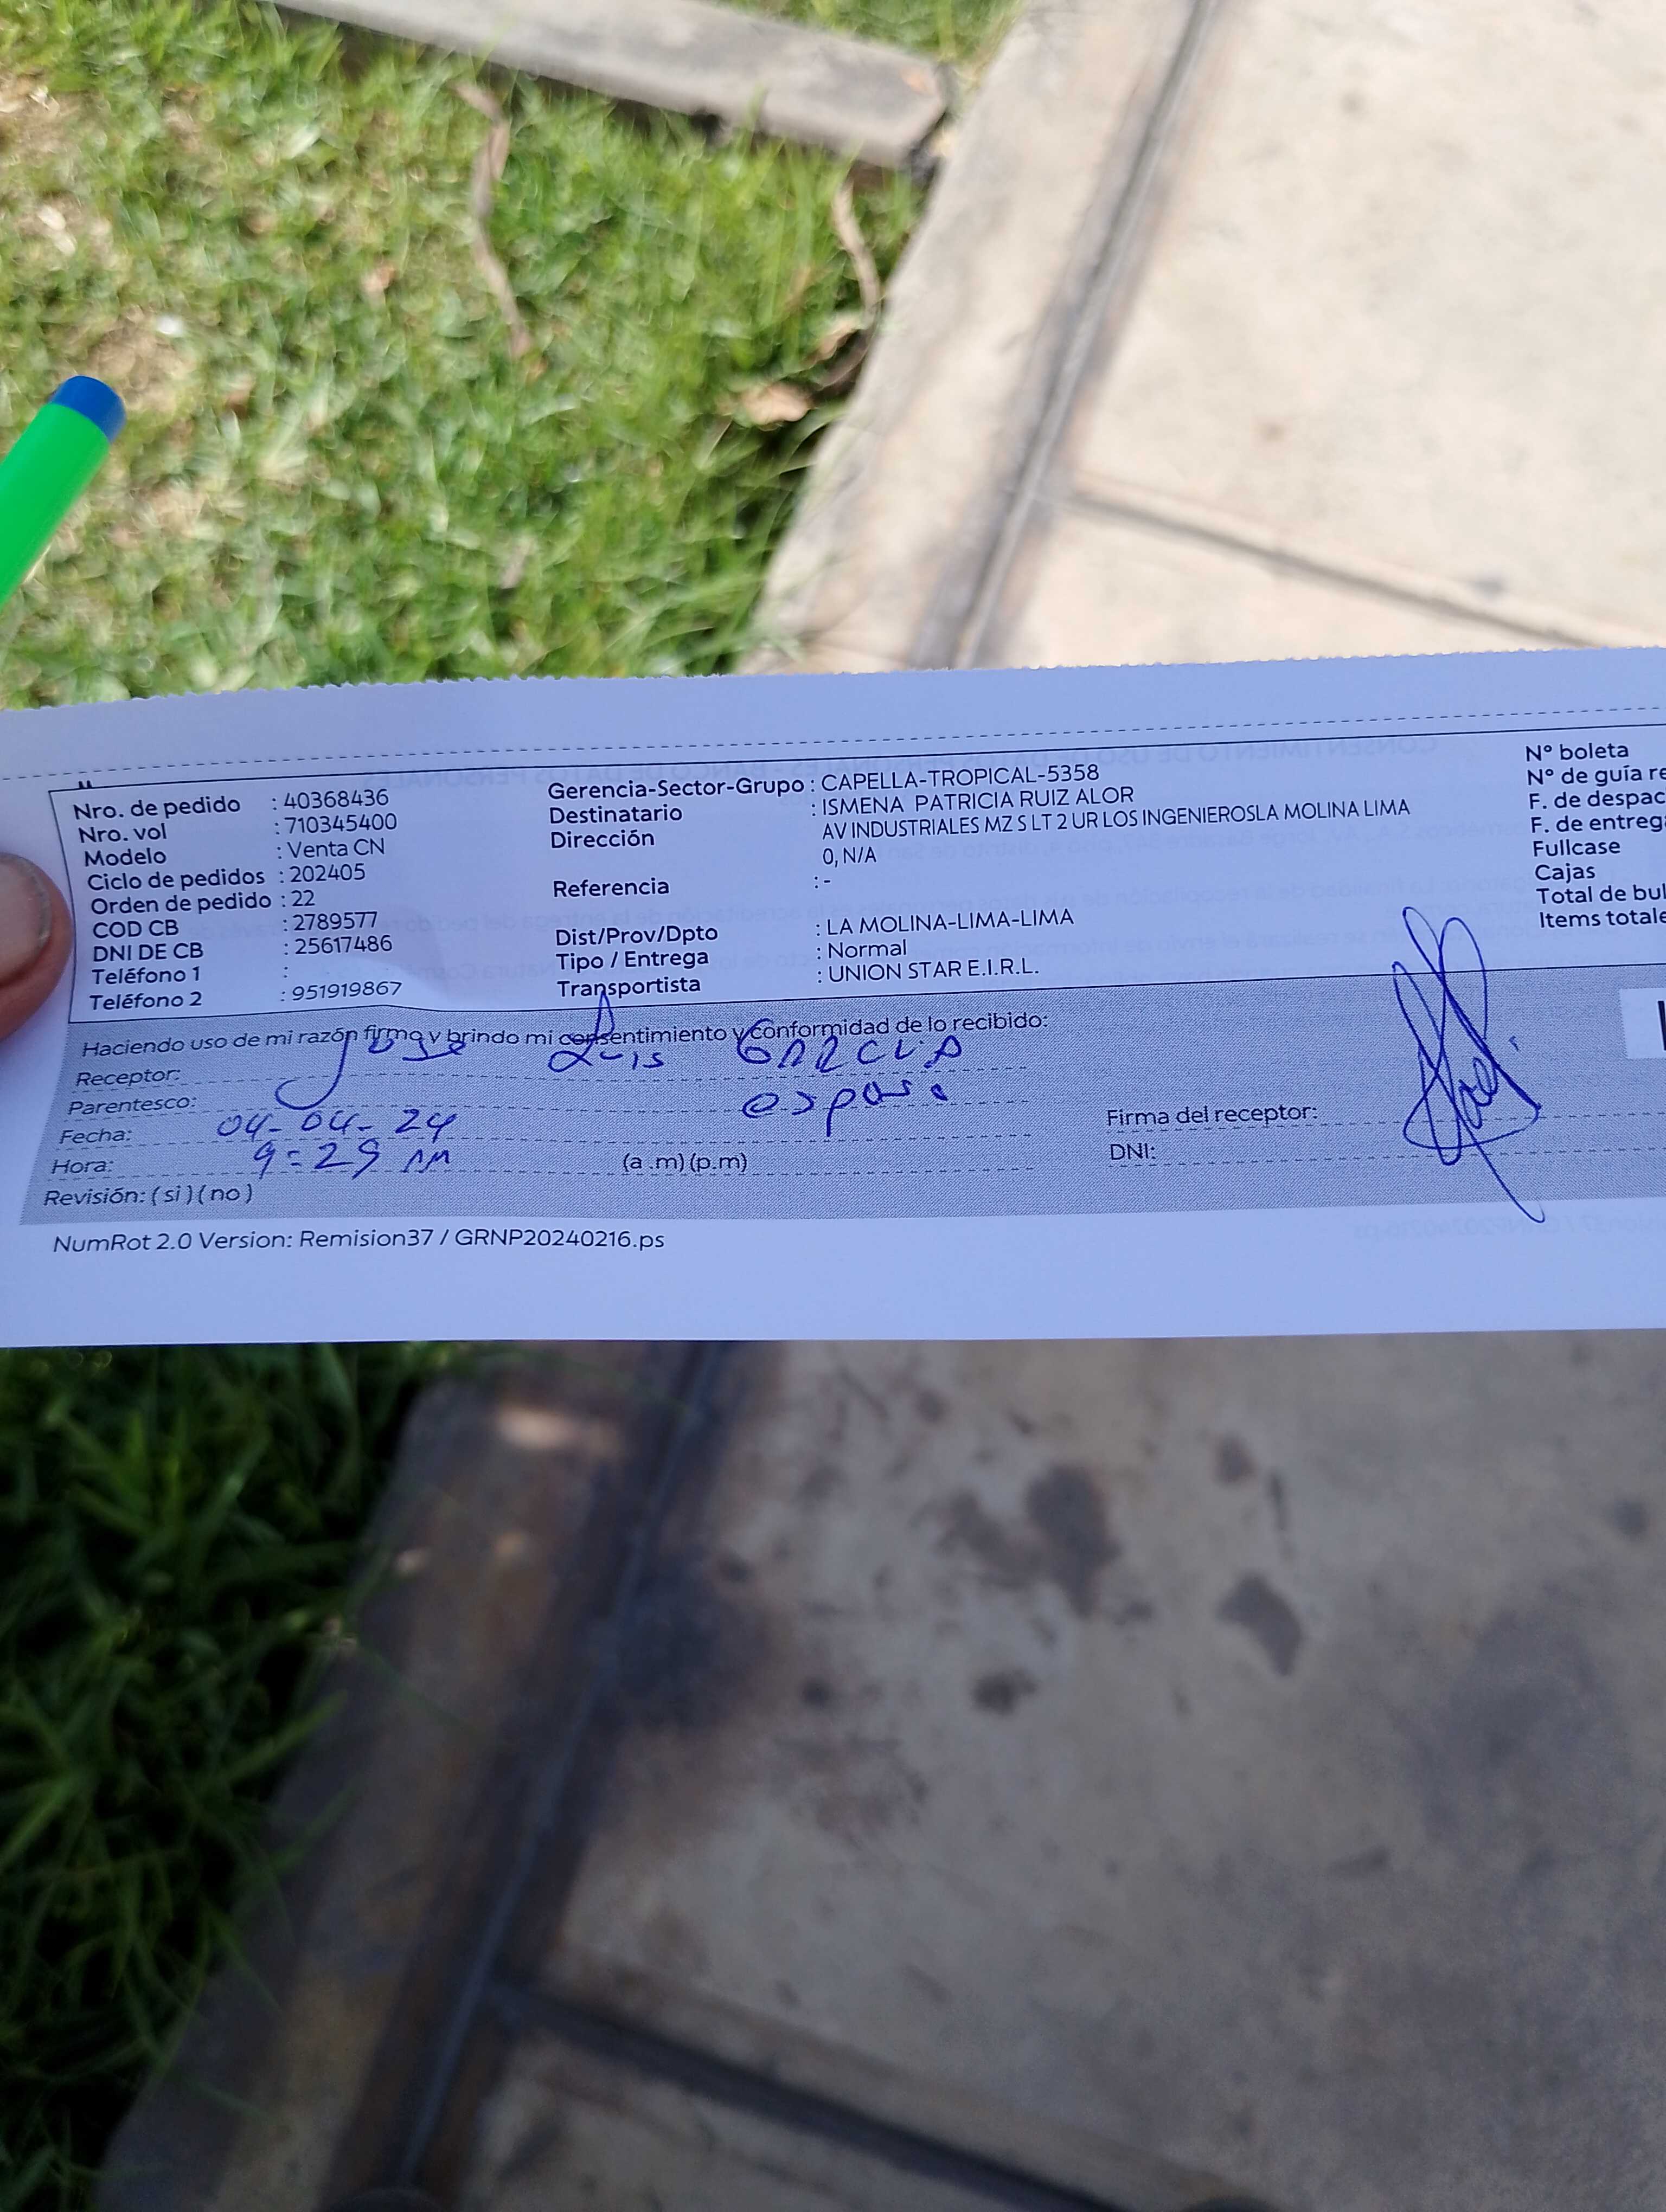 Nro. de pedido : 40368436
Nro. vol : 710345400
Modelo : Venta CN
Ciclo de pedidos : 202405
Orden de pedido : 22
COD CB : 2789577
DNI DE CB : 25617486
Teléfono 1 :
Teléfono 2 : 951919867
Gerencia-Sector-Grupo : CAPELLA-TROPICAL-5358
Destinatario : ISMENA PATRICIA RUIZ ALOR
Dirección AV INDUSTRIALES MZ S LT 2 UR LOS INGENIEROSLA MOLINA LIMA
0, N/A
Referencia : -
Dist/Prov/Dpto : LA MOLINA-LIMA-LIMA
Tipo / Entrega : Normal
Transportista : UNION STAR E.I.R.L.
N° boleta
N° de guía re
F. de despac
F. de entrega
Fullcase
Cajas
Total de bul
Items totale
Haciendo uso de mi razón firmo y brindo mi consentimiento y conformidad de lo recibido:
Receptor: Jose Luis GARCIA
Parentesco: esposo
Fecha: 04-04-24
Hora: 9:29 AM (a .m) (p.m)
Revisión: ( si ) ( no )
Firma del receptor:
DNI:
NumRot 2.0 Version: Remision37 / GRNP20240216.ps